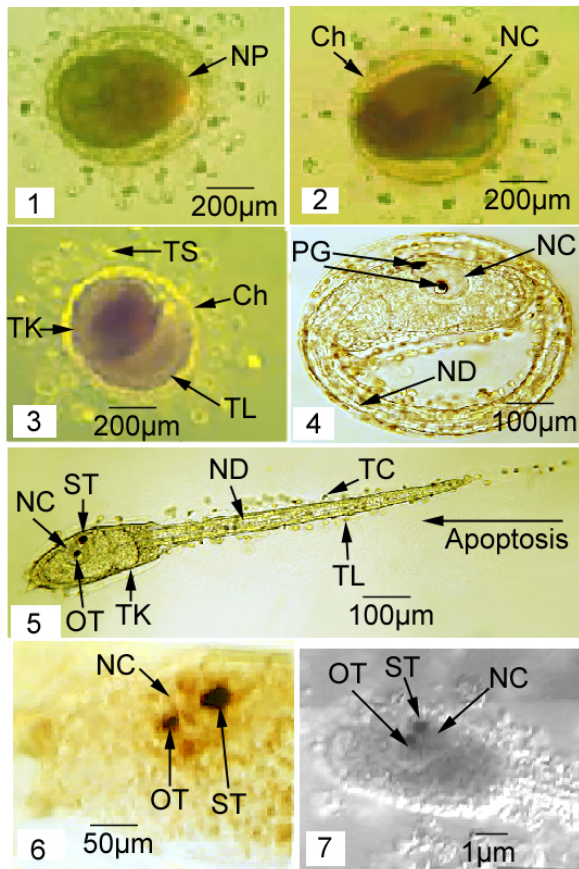 NP
1
200µm
Ch
NC
2
200µm
TS
Ch
TK
TL
3
200µm
PG
NC
ND
4
100µm
ST
NC
ND
TC
Apoptosis
OT
TK
TL
5
100µm
NC
OT
ST
6
50µm
OT
ST
NC
7
1µm